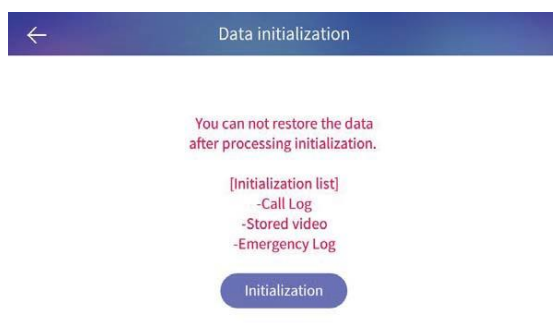 Data initialization
You can not restore the data
after processing initialization.
[Initialization list]
-Call Log
-Stored video
-Emergency Log
Initialization